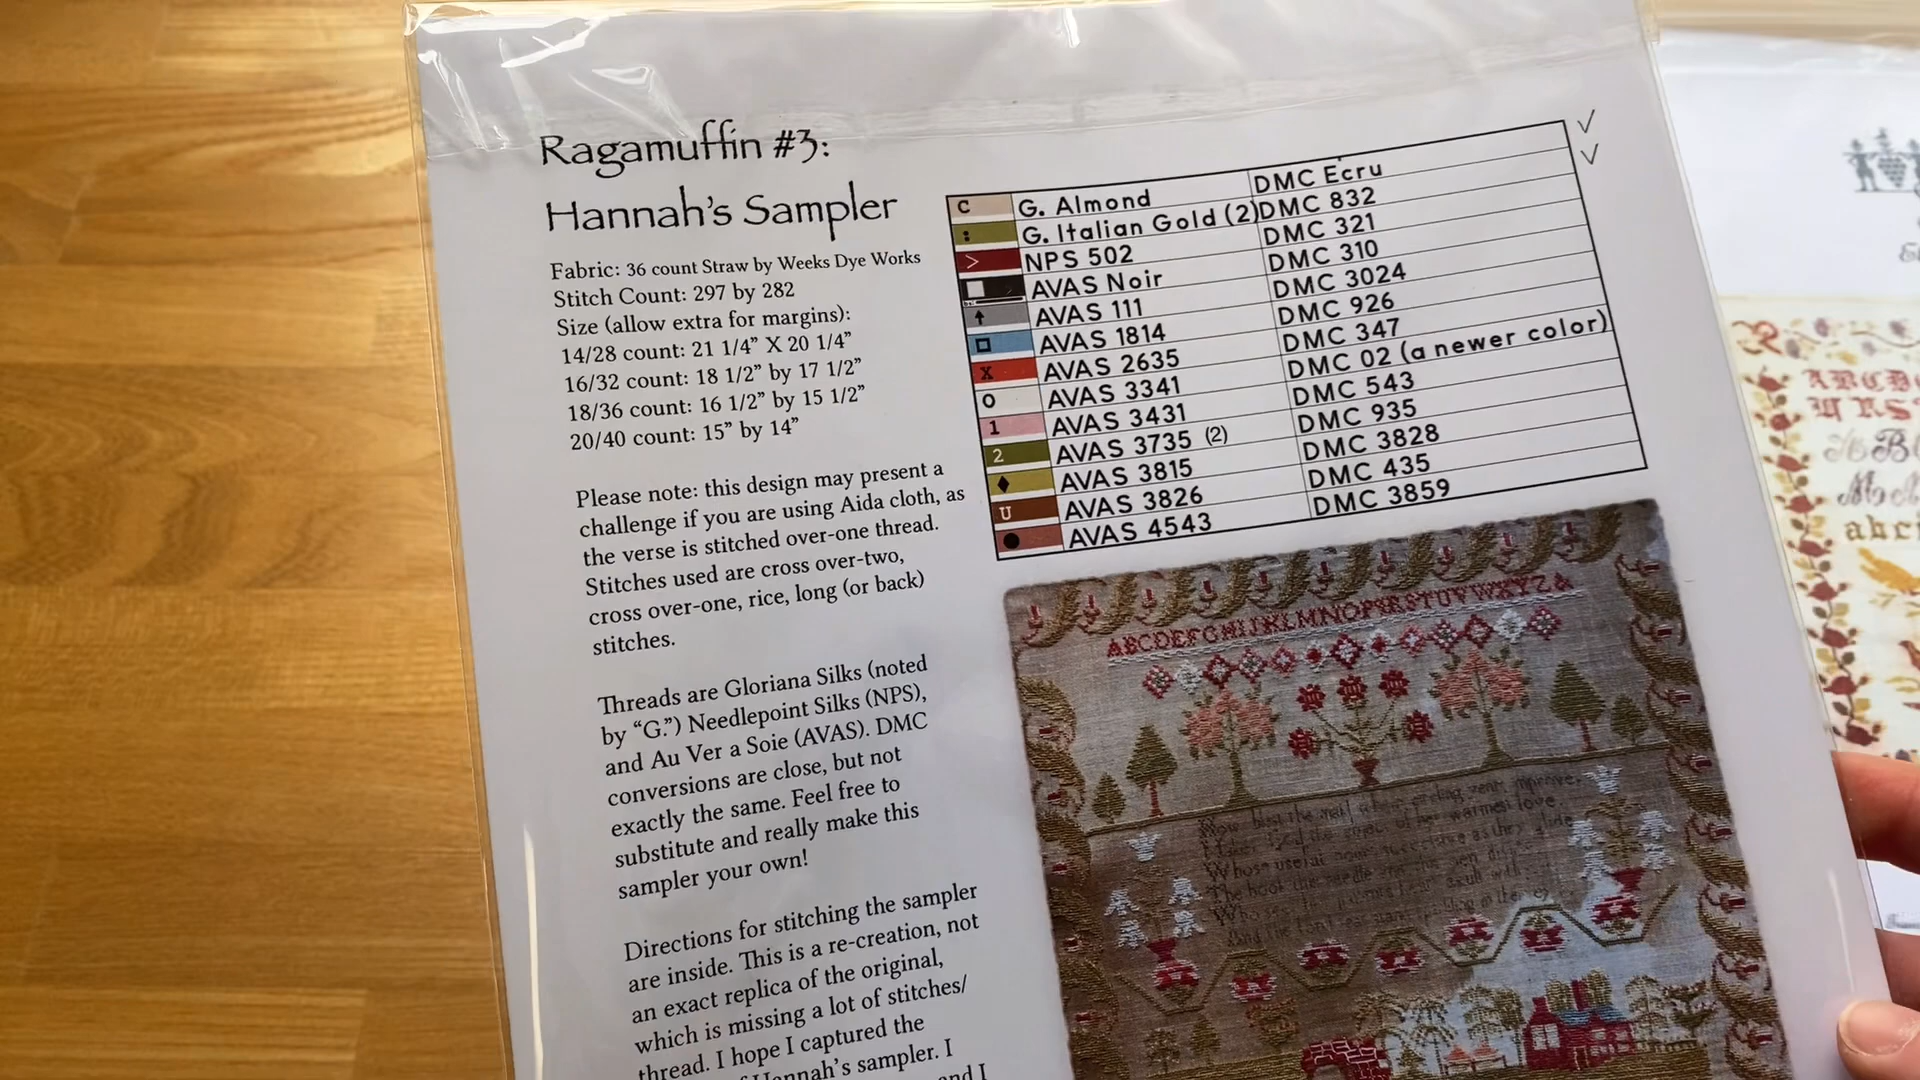 Ragamuffin #3:
Hannah's Sampler
Fabric: 36 count Straw by Weeks Dye Works
Stitch Count: 297 by 282
Size (allow extra for margins):
14/28 count: 21 1/4” X 20 1/4”
16/32 count: 18 1/2” by 17 1/2”
18/36 count: 16 1/2” by 15 1/2”
20/40 count: 15” by 14”
Please note: this design may present a
challenge if you are using Aida cloth, as
the verse is stitched over-one thread.
Stitches used are cross over-two,
cross over-one, rice, long (or back)
stitches.
Threads are Gloriana Silks (noted
by “G.”) Needlepoint Silks (NPS),
and Au Ver a Soie (AVAS). DMC
conversions are close, but not
exactly the same. Feel free to
substitute and really make this
sampler your own!
Directions for stitching the sampler
are inside. This is a re-creation, not
an exact replica of the original,
which is missing a lot of stitches/
thread. I hope I captured the
Hannah's sampler. I
and I
C G. Almond DMC Ecru
: G. Italian Gold (2) DMC 832
> NPS 502 DMC 321
AVAS Noir DMC 310
↑ AVAS 111 DMC 3024
AVAS 1814 DMC 926
X AVAS 2635 DMC 347
O AVAS 3341 DMC 02 (a newer color)
1 AVAS 3431 DMC 543
2 AVAS 3735 (2) DMC 935
♦ AVAS 3815 DMC 3828
U AVAS 3826 DMC 435
● AVAS 4543 DMC 3859
ABCDEFGHIJKLMNOPQRSTUVWXYZ&
abc